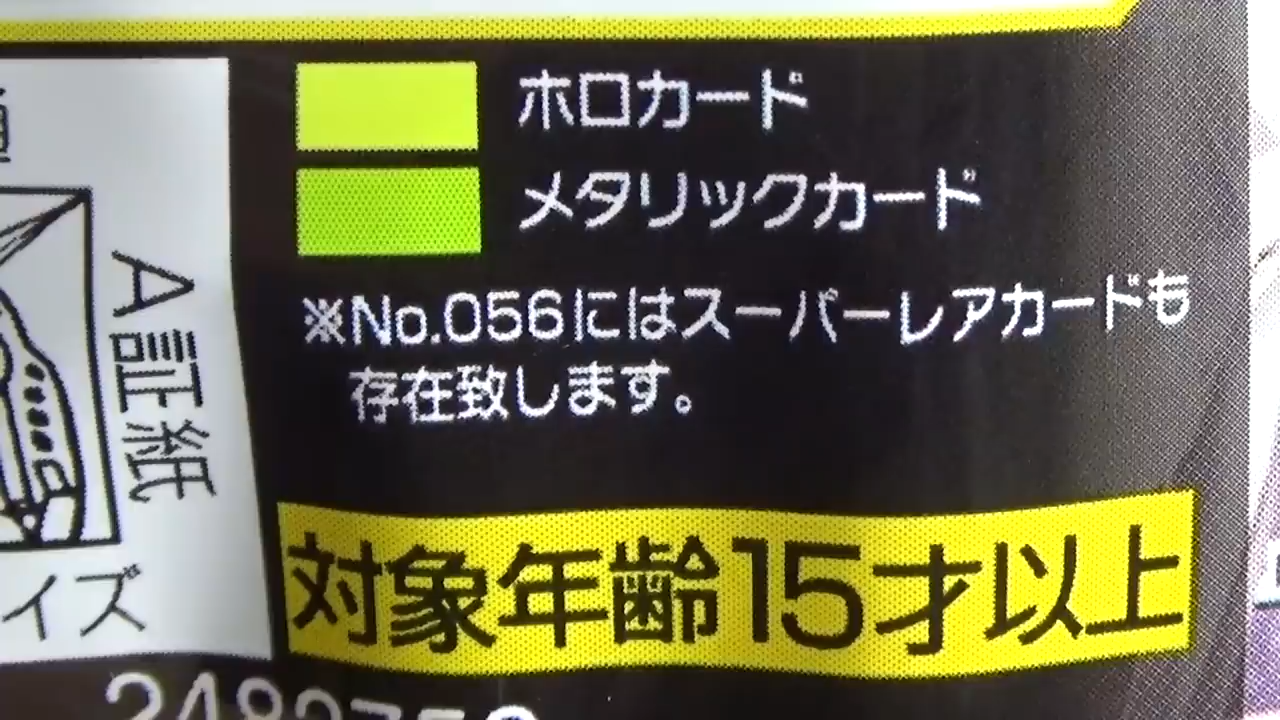 ホロカード
メタリックカード
※No.056にはスーパーレアカードも
存在致します。
対象年齢15才以上
A証紙
イズ